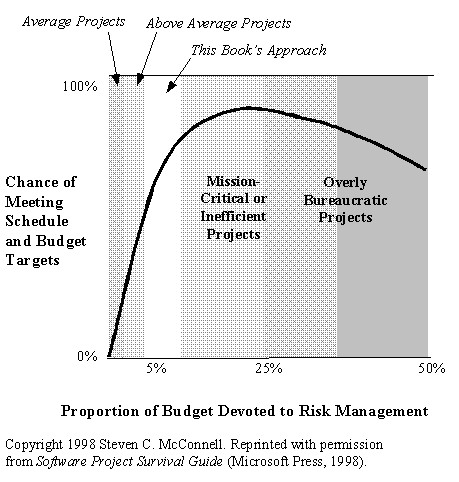 Average Projects
Above Average Projects
This Book's Approach
100%
Chance of
Meeting
Schedule
and Budget
Targets
Mission-
Critical or
Inefficient
Projects
Overly
Bureaucratic
Projects
0%
5%
25%
50%
Proportion of Budget Devoted to Risk Management
Copyright 1998 Steven C. McConnell. Reprinted with permission
from Software Project Survival Guide (Microsoft Press, 1998).